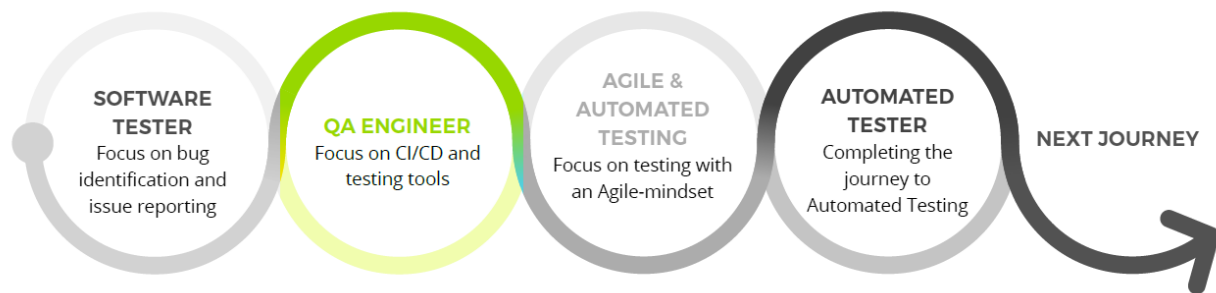 SOFTWARE
TESTER
Focus on bug
identification and
issue reporting
QA ENGINEER
Focus on CI/CD and
testing tools
AGILE &
AUTOMATED
TESTING
Focus on testing with
an Agile-mindset
AUTOMATED
TESTER
Completing the
journey to
Automated Testing
NEXT JOURNEY